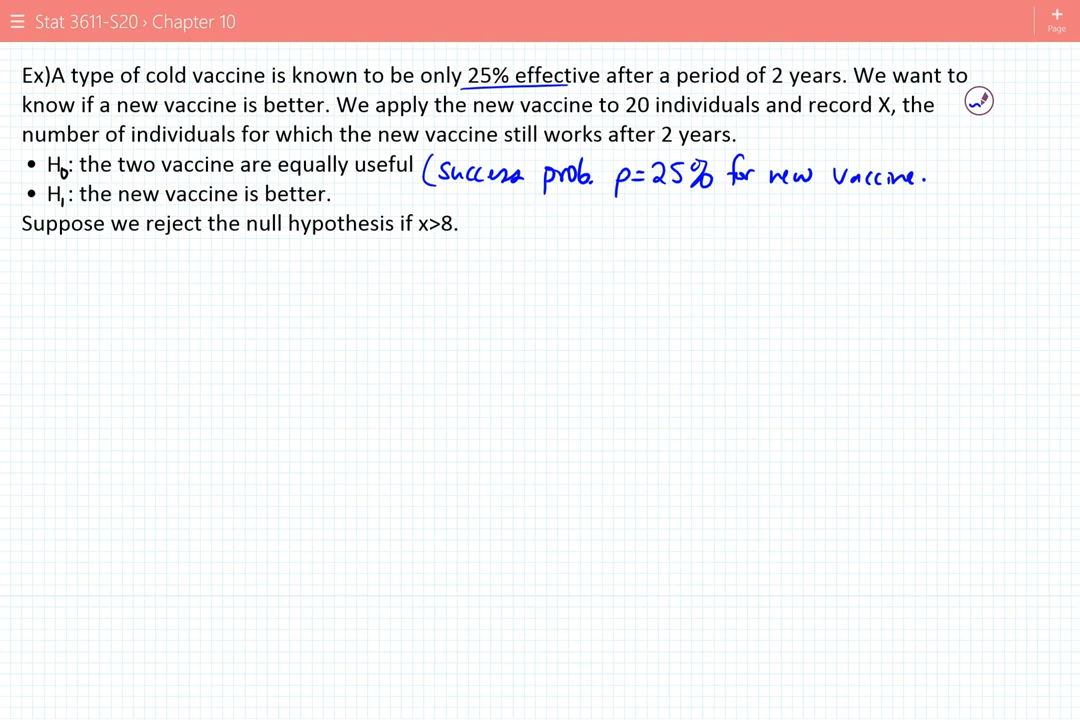 ☰ Stat 3611-S20 › Chapter 10
+
Page
Ex)A type of cold vaccine is known to be only 25% effective after a period of 2 years. We want to
know if a new vaccine is better. We apply the new vaccine to 20 individuals and record X, the
number of individuals for which the new vaccine still works after 2 years.
• H₀: the two vaccine are equally useful (success prob. p=25% for new vaccine.
• H₁: the new vaccine is better.
Suppose we reject the null hypothesis if x>8.